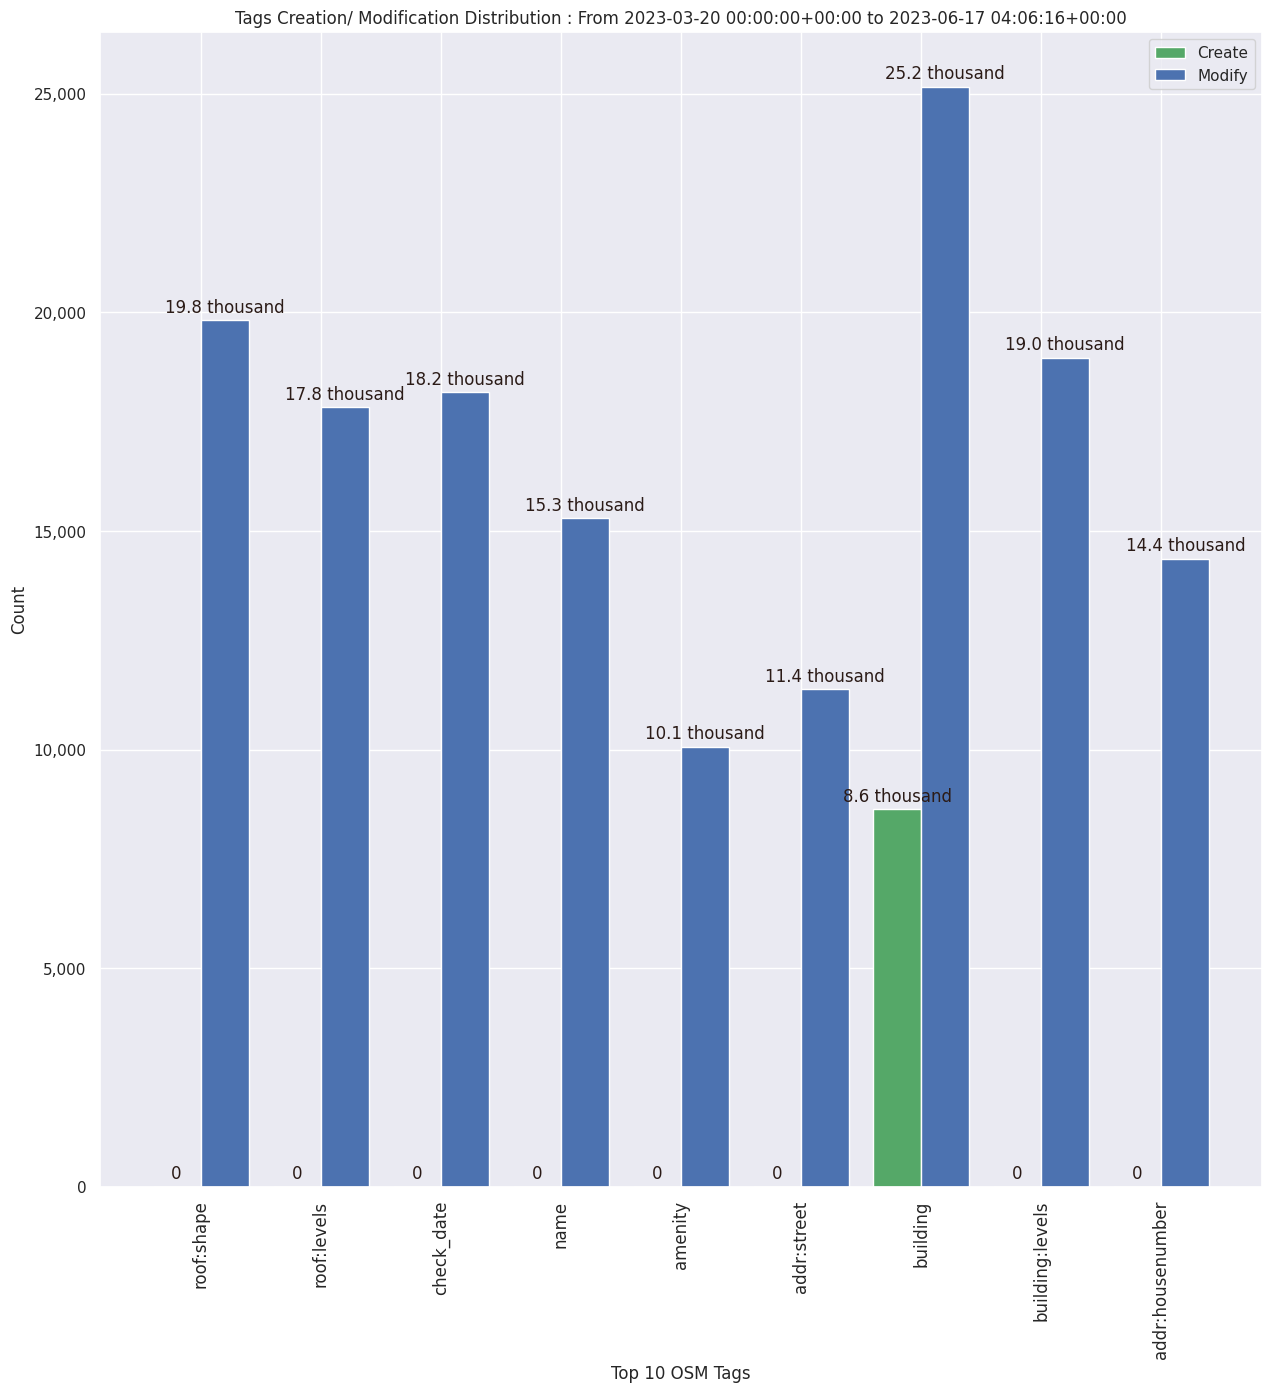 Tags Creation/ Modification Distribution : From 2023-03-20 00:00:00+00:00 to 2023-06-17 04:06:16+00:00
Create
Modify
25.2 thousand
25,000
19.8 thousand
20,000
19.0 thousand
18.2 thousand
17.8 thousand
15.3 thousand
15,000
14.4 thousand
Count
11.4 thousand
10.1 thousand
10,000
8.6 thousand
5,000
0 0 0 0 0 0 0 0
0
roof:shape
roof:levels
check_date
name
amenity
addr:street
building
building:levels
addr:housenumber
Top 10 OSM Tags